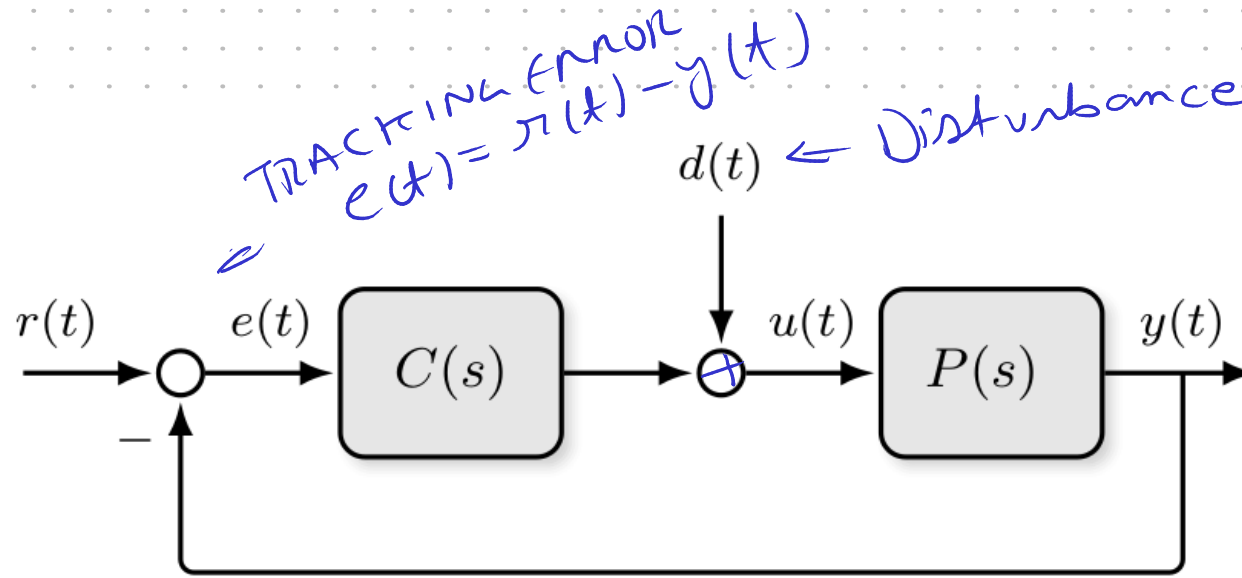 TRACKING ERROR
e(t) = r(t) - y(t)
d(t) ← Disturbance
r(t)
e(t)
C(s)
+
u(t)
P(s)
y(t)
−